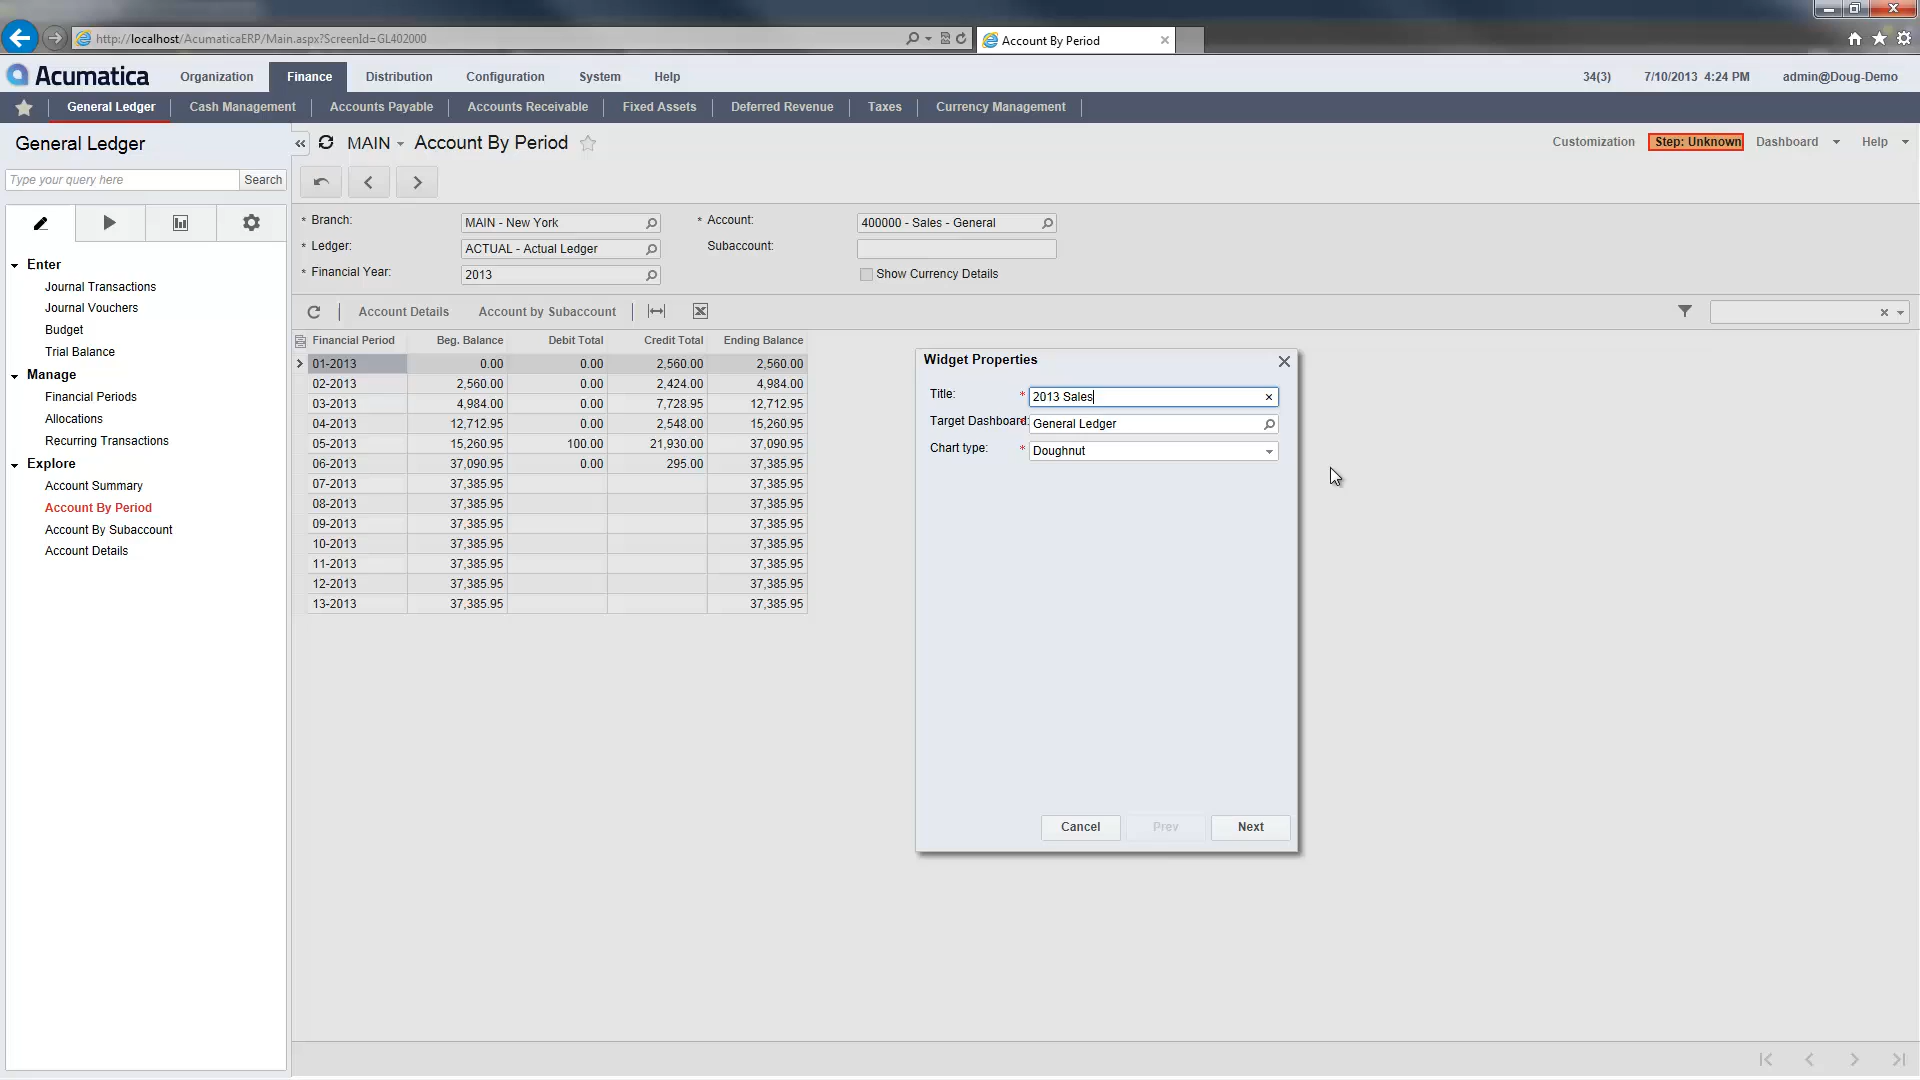 http://localhost/AcumaticaERP/Main.aspx?ScreenId=GL402000
Account By Period
Acumatica
Organization Finance Distribution Configuration System Help
34(3) 7/10/2013 4:24 PM admin@Doug-Demo
General Ledger Cash Management Accounts Payable Accounts Receivable Fixed Assets Deferred Revenue Taxes Currency Management
General Ledger
MAIN Account By Period
Customization Step: Unknown Dashboard Help
Type your query here Search
* Branch: MAIN - New York * Account: 400000 - Sales - General
* Ledger: ACTUAL - Actual Ledger Subaccount:
* Financial Year: 2013 Show Currency Details
Enter
Journal Transactions
Journal Vouchers
Budget
Trial Balance
Manage
Financial Periods
Allocations
Recurring Transactions
Explore
Account Summary
Account By Period
Account By Subaccount
Account Details
Account Details Account by Subaccount
Financial Period Beg. Balance Debit Total Credit Total Ending Balance
01-2013 0.00 0.00 2,560.00 2,560.00
02-2013 2,560.00 0.00 2,424.00 4,984.00
03-2013 4,984.00 0.00 7,728.95 12,712.95
04-2013 12,712.95 0.00 2,548.00 15,260.95
05-2013 15,260.95 100.00 21,930.00 37,090.95
06-2013 37,090.95 0.00 295.00 37,385.95
07-2013 37,385.95 37,385.95
08-2013 37,385.95 37,385.95
09-2013 37,385.95 37,385.95
10-2013 37,385.95 37,385.95
11-2013 37,385.95 37,385.95
12-2013 37,385.95 37,385.95
13-2013 37,385.95 37,385.95
Widget Properties
Title: * 2013 Sales
Target Dashboard: * General Ledger
Chart type: * Doughnut
Cancel Prev Next